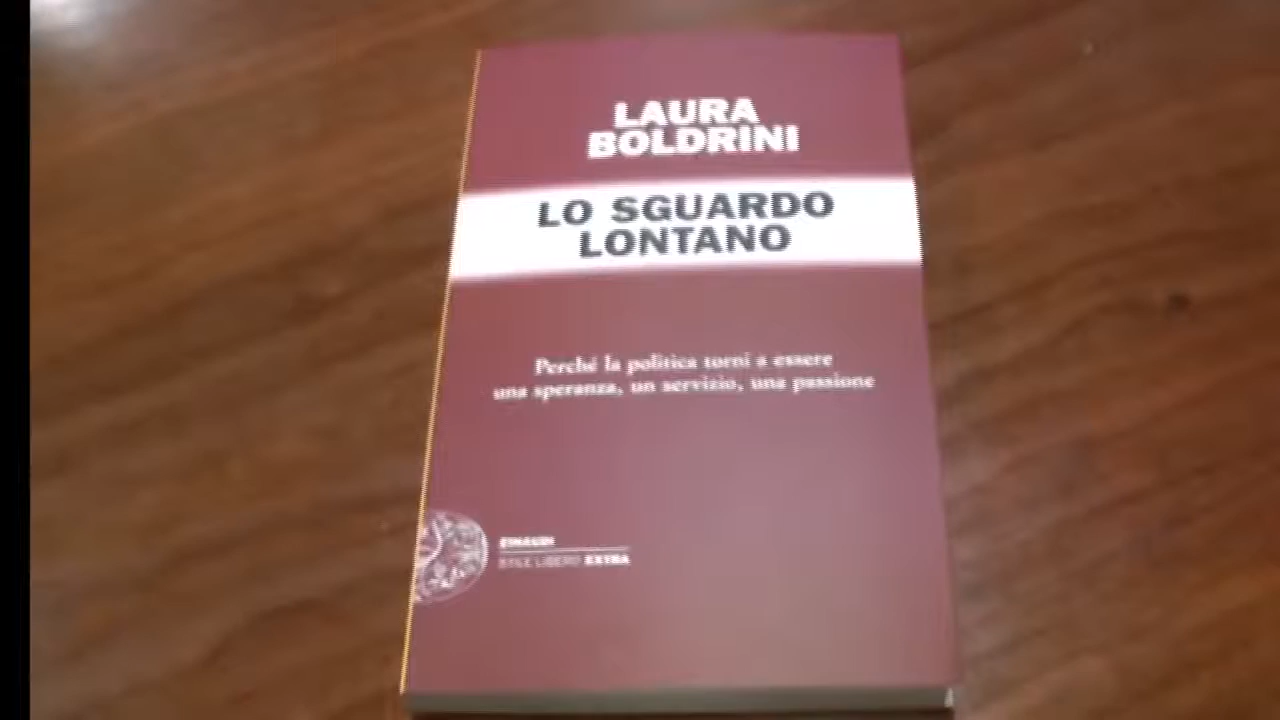 LAURA
BOLDRINI
LO SGUARDO
LONTANO
Perché la politica torni a essere
una speranza, un servizio, una passione
EINAUDI
STILE LIBERO EXTRA